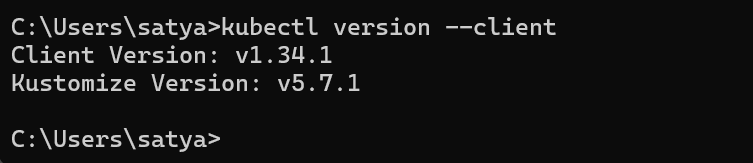 C:\Users\satya>kubectl version --client
Client Version: v1.34.1
Kustomize Version: v5.7.1
C:\Users\satya>